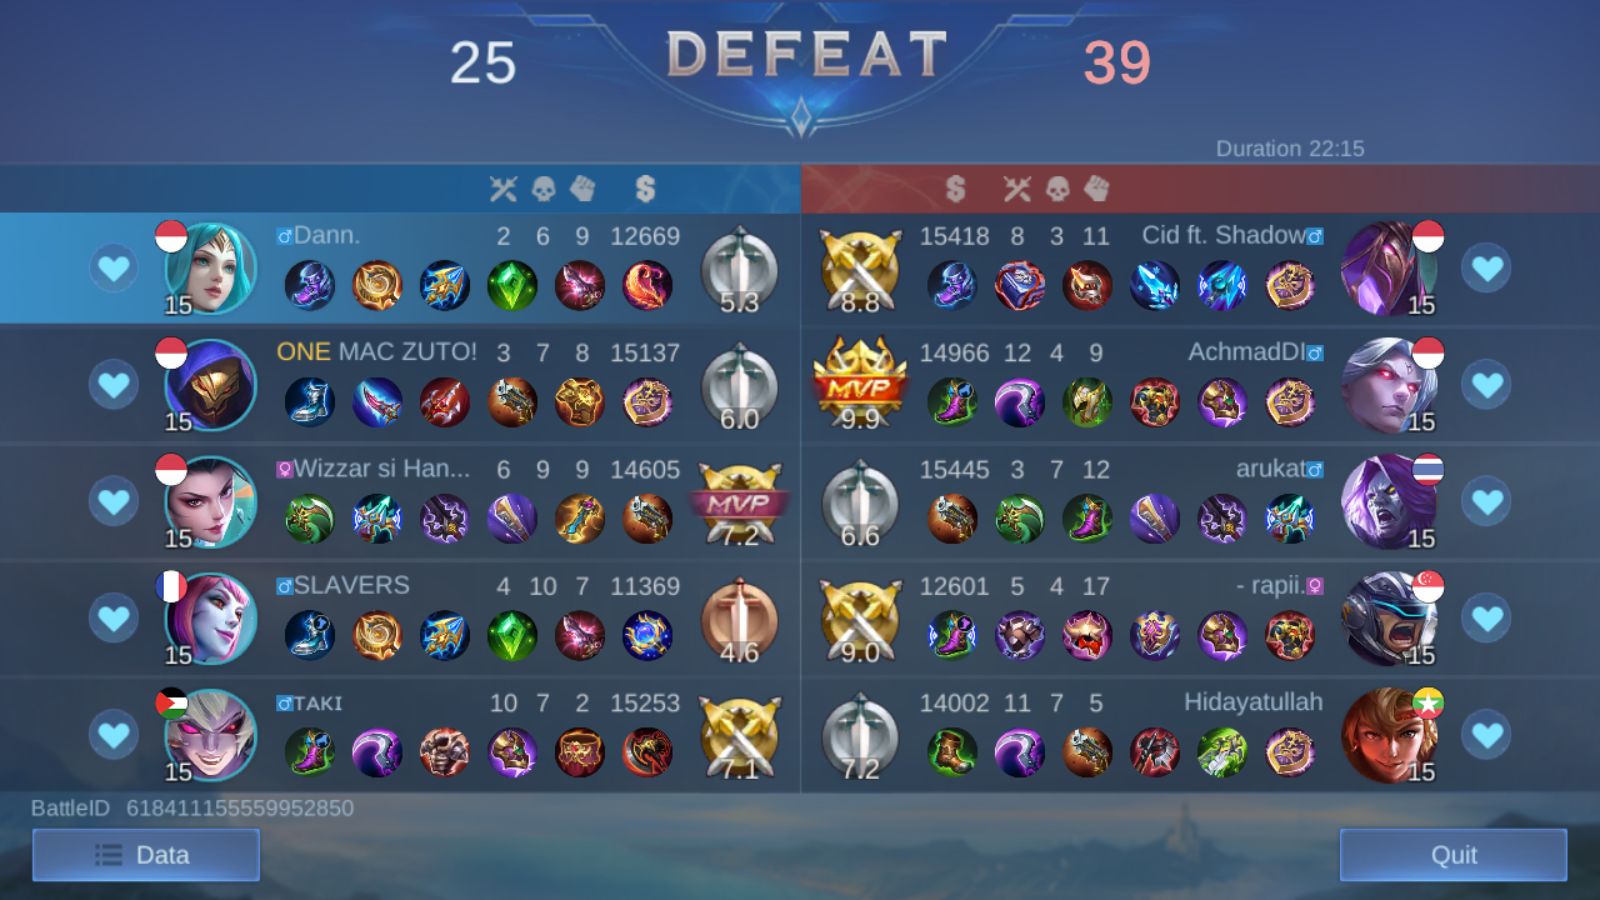 25 DEFEAT 39
Duration 22:15
Dann. 2 6 9 12669
15 5.3
15418 8 3 11 Cid ft. Shadow
8.8 15
ONE MAC ZUTO! 3 7 8 15137
15 6.0
14966 12 4 9 AchmadDI
MVP
9.9 15
Wizzar si Han... 6 9 9 14605
MVP
15 7.2
15445 3 7 12 arukat
6.6 15
SLAVERS 4 10 7 11369
15 4.6
12601 5 4 17 - rapii.
9.0 15
TAKI 10 7 2 15253
15 7.1
14002 11 7 5 Hidayatullah
7.2 15
BattleID 618411155559952850
Data
Quit